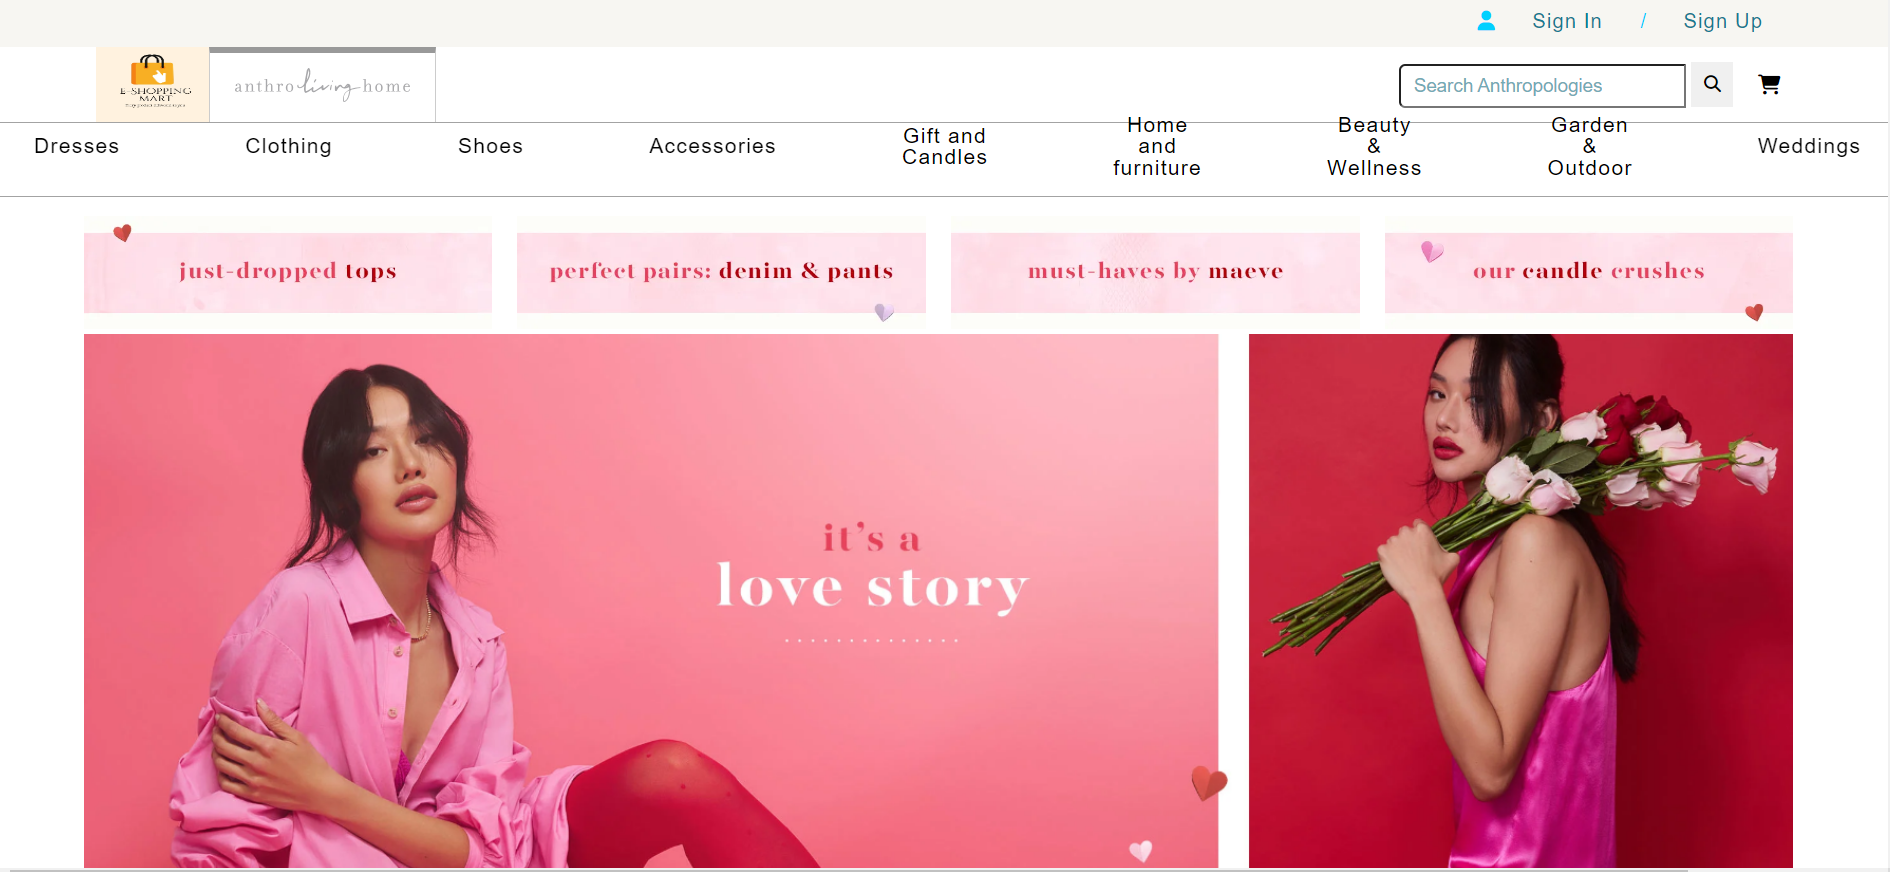 Sign In / Sign Up
E-SHOPPING
MART
anthro living home
Search Anthropologies
Dresses
Clothing
Shoes
Accessories
Gift and
Candles
Home
and
furniture
Beauty
&
Wellness
Garden
&
Outdoor
Weddings
just-dropped tops
perfect pairs: denim & pants
must-haves by maeve
our candle crushes
it's a
love story